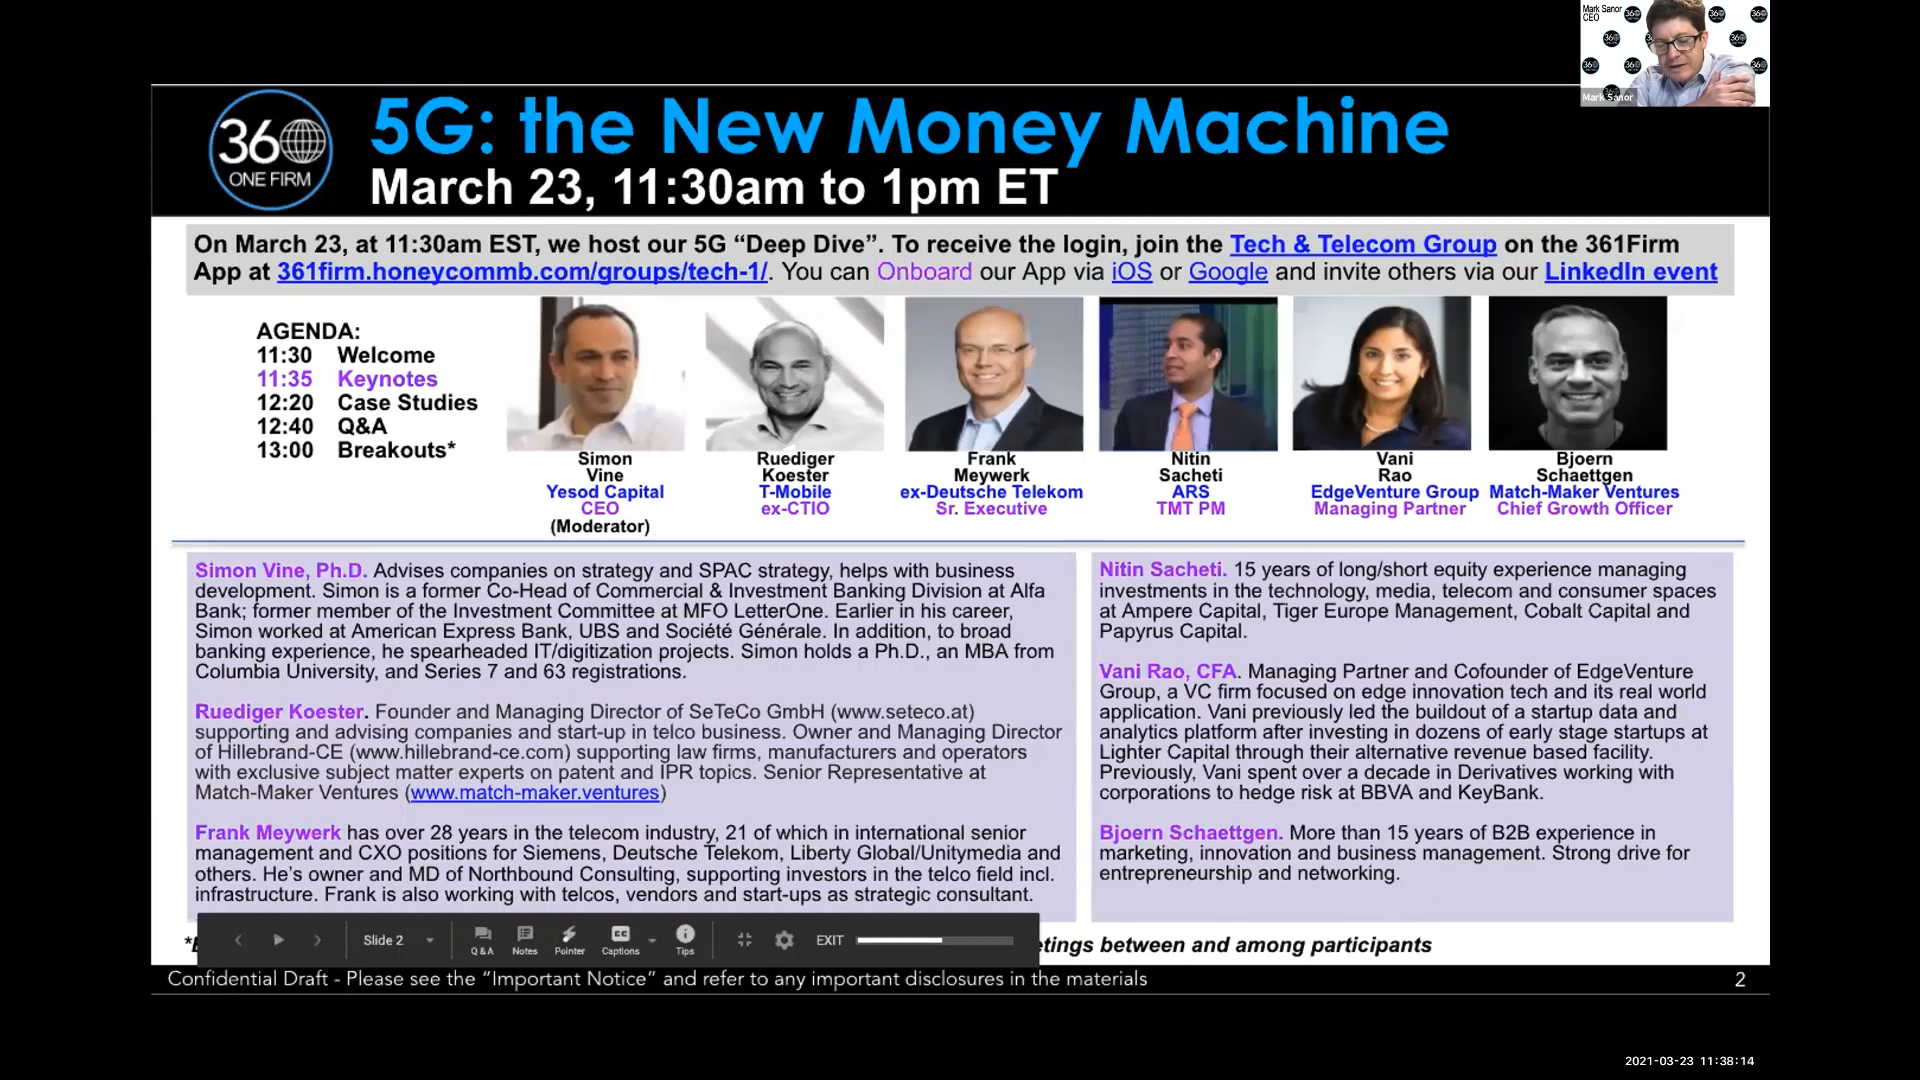 Mark Sanor
CEO
Mark Sanor
360
ONE FIRM
5G: the New Money Machine
March 23, 11:30am to 1pm ET
On March 23, at 11:30am EST, we host our 5G “Deep Dive”. To receive the login, join the Tech & Telecom Group on the 361Firm
App at 361firm.honeycommb.com/groups/tech-1/. You can Onboard our App via iOS or Google and invite others via our LinkedIn event
AGENDA:
11:30 Welcome
11:35 Keynotes
12:20 Case Studies
12:40 Q&A
13:00 Breakouts*
Simon
Vine
Yesod Capital
CEO
(Moderator)
Ruediger
Koester
T-Mobile
ex-CTIO
Frank
Meywerk
ex-Deutsche Telekom
Sr. Executive
Nitin
Sacheti
ARS
TMT PM
Vani
Rao
EdgeVenture Group
Managing Partner
Bjoern
Schaettgen
Match-Maker Ventures
Chief Growth Officer
Simon Vine, Ph.D. Advises companies on strategy and SPAC strategy, helps with business
development. Simon is a former Co-Head of Commercial & Investment Banking Division at Alfa
Bank; former member of the Investment Committee at MFO LetterOne. Earlier in his career,
Simon worked at American Express Bank, UBS and Société Générale. In addition, to broad
banking experience, he spearheaded IT/digitization projects. Simon holds a Ph.D., an MBA from
Columbia University, and Series 7 and 63 registrations.
Ruediger Koester. Founder and Managing Director of SeTeCo GmbH (www.seteco.at)
supporting and advising companies and start-up in telco business. Owner and Managing Director
of Hillebrand-CE (www.hillebrand-ce.com) supporting law firms, manufacturers and operators
with exclusive subject matter experts on patent and IPR topics. Senior Representative at
Match-Maker Ventures (www.match-maker.ventures)
Frank Meywerk has over 28 years in the telecom industry, 21 of which in international senior
management and CXO positions for Siemens, Deutsche Telekom, Liberty Global/Unitymedia and
others. He’s owner and MD of Northbound Consulting, supporting investors in the telco field incl.
infrastructure. Frank is also working with telcos, vendors and start-ups as strategic consultant.
Nitin Sacheti. 15 years of long/short equity experience managing
investments in the technology, media, telecom and consumer spaces
at Ampere Capital, Tiger Europe Management, Cobalt Capital and
Papyrus Capital.
Vani Rao, CFA. Managing Partner and Cofounder of EdgeVenture
Group, a VC firm focused on edge innovation tech and its real world
application. Vani previously led the buildout of a startup data and
analytics platform after investing in dozens of early stage startups at
Lighter Capital through their alternative revenue based facility.
Previously, Vani spent over a decade in Derivatives working with
corporations to hedge risk at BBVA and KeyBank.
Bjoern Schaettgen. More than 15 years of B2B experience in
marketing, innovation and business management. Strong drive for
entrepreneurship and networking.
Slide 2
Q&A
Notes
Pointer
CC
Captions
Tips
EXIT
etings between and among participants
Confidential Draft - Please see the “Important Notice” and refer to any important disclosures in the materials
2
2021-03-23 11:38:14